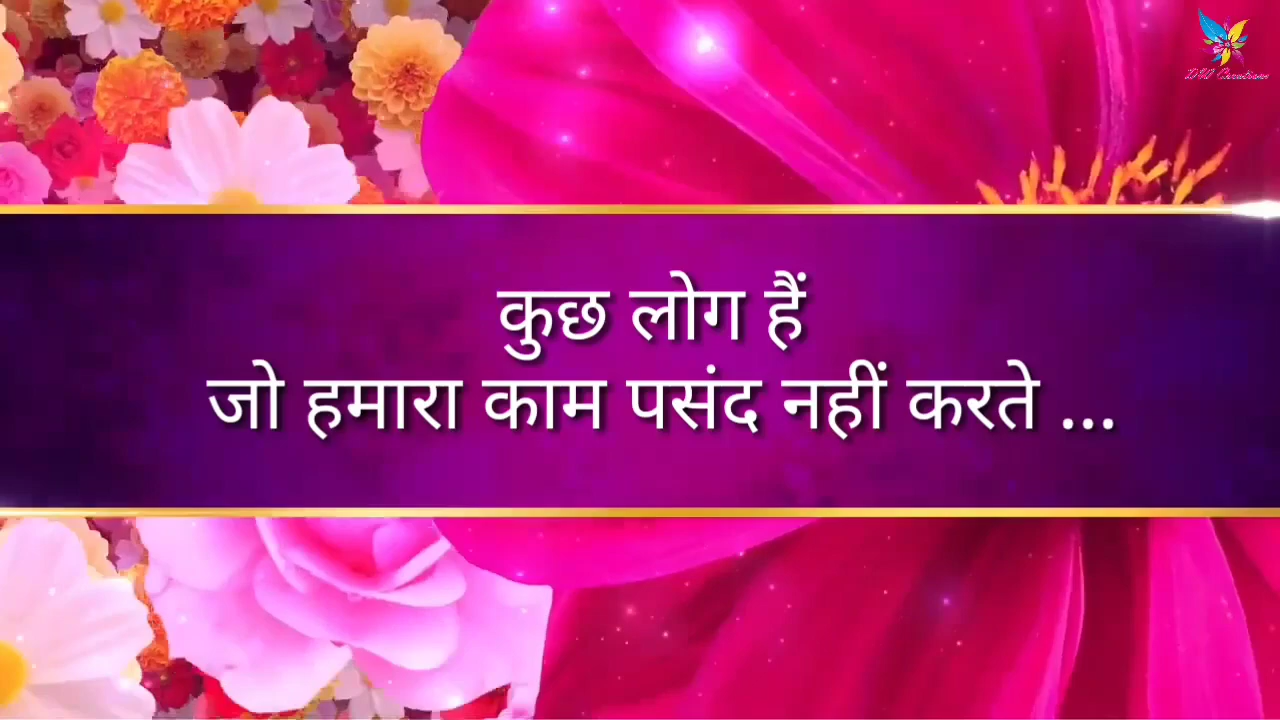 कुछ लोग हैं
जो हमारा काम पसंद नहीं करते ...